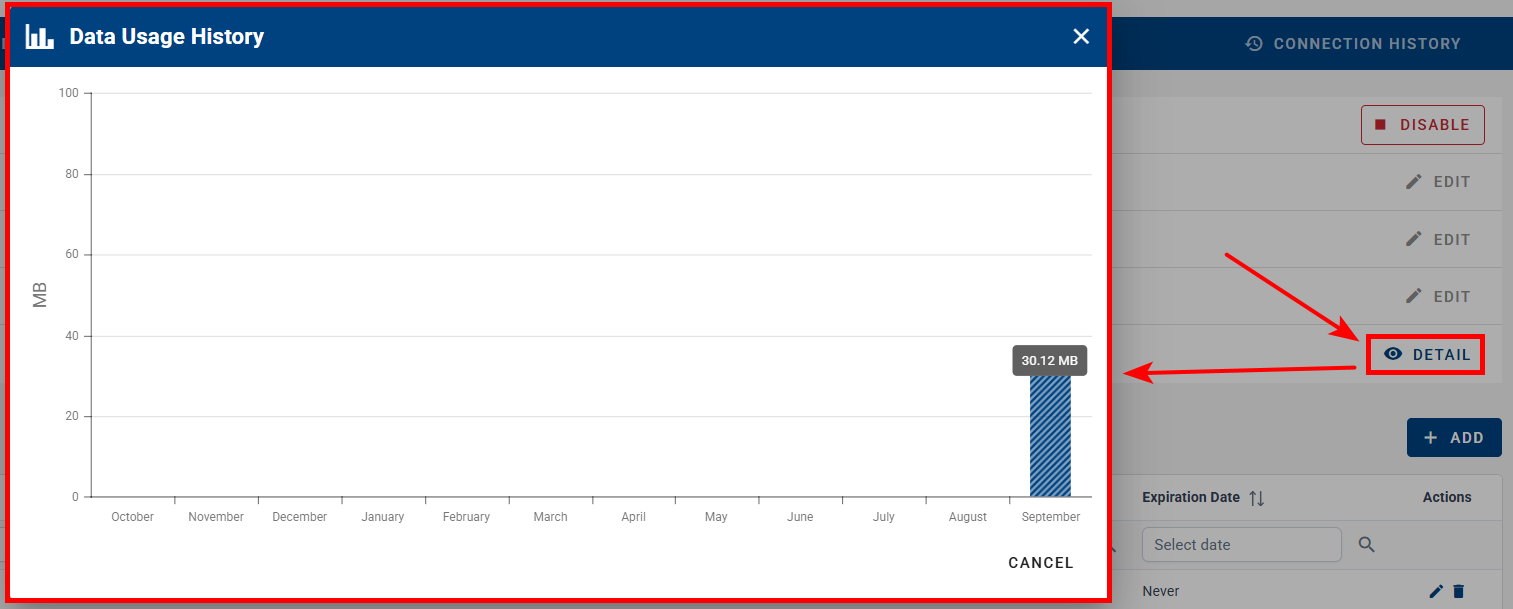 Data Usage History
CONNECTION HISTORY
100
80
60
40
20
0
MB
30.12 MB
October November December January February March April May June July August September
CANCEL
DISABLE
EDIT
EDIT
EDIT
DETAIL
ADD
Expiration Date Actions
Select date
Never